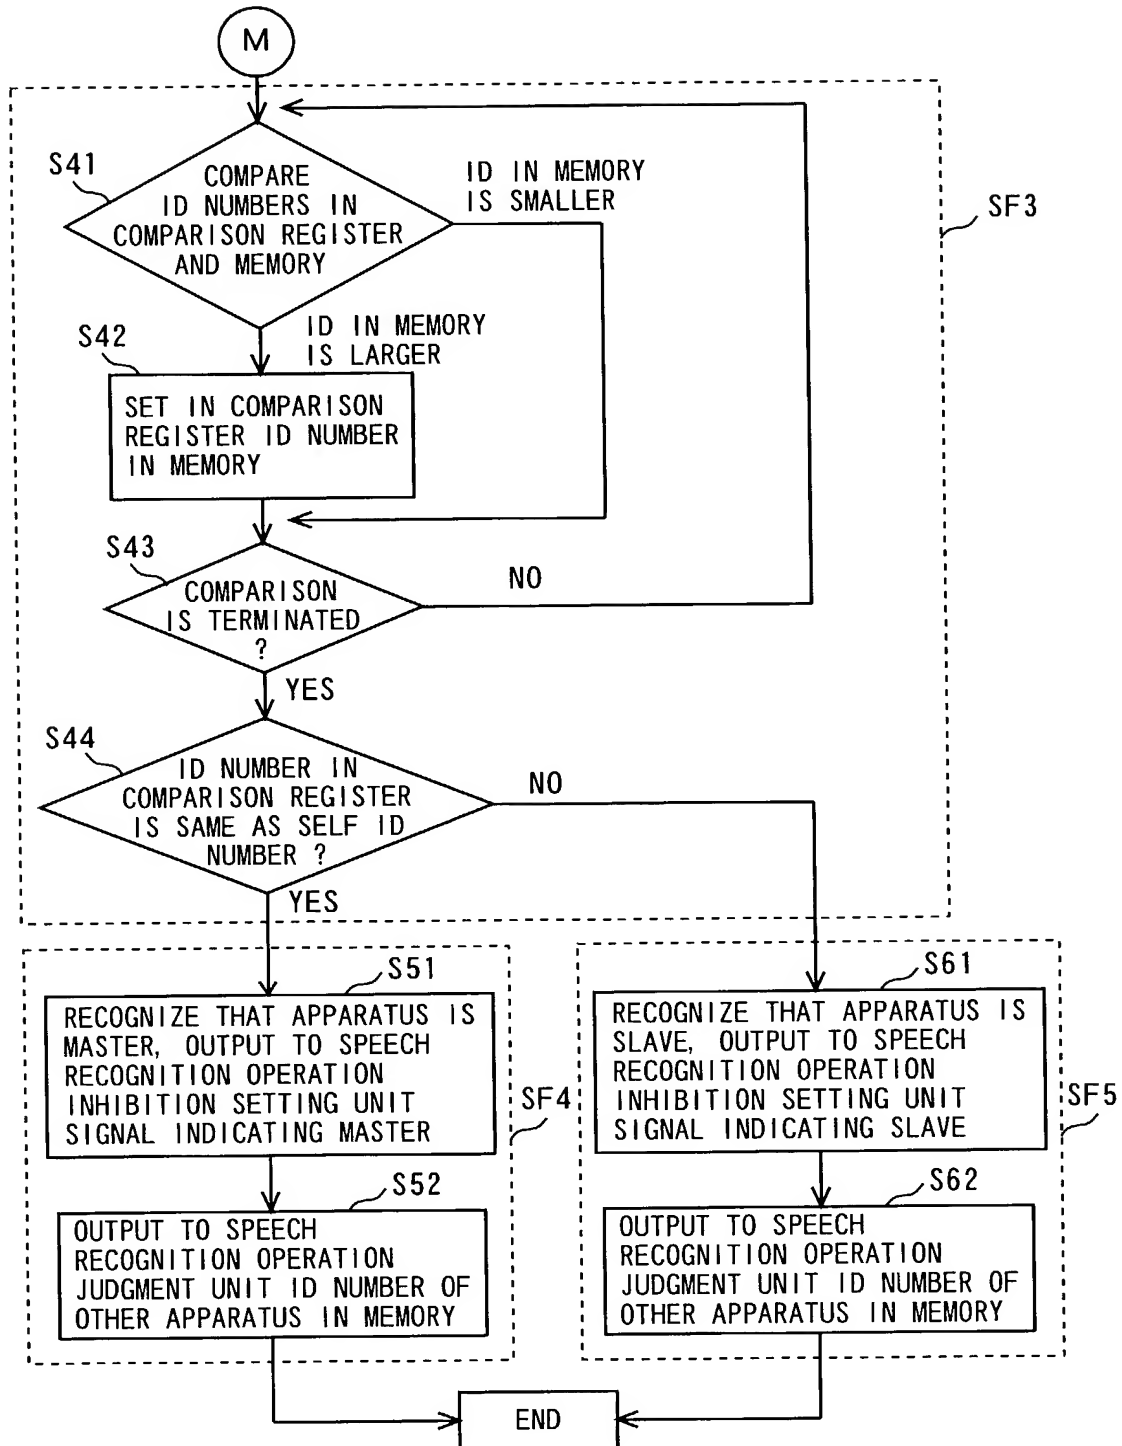 M
S41
COMPARE
ID NUMBERS IN
COMPARISON REGISTER
AND MEMORY
ID IN MEMORY
IS SMALLER
SF3
S42
ID IN MEMORY
IS LARGER
SET IN COMPARISON
REGISTER ID NUMBER
IN MEMORY
S43
COMPARISON
IS TERMINATED
?
NO
YES
S44
ID NUMBER IN
COMPARISON REGISTER
IS SAME AS SELF ID
NUMBER ?
NO
YES
S51
RECOGNIZE THAT APPARATUS IS
MASTER, OUTPUT TO SPEECH
RECOGNITION OPERATION
INHIBITION SETTING UNIT
SIGNAL INDICATING MASTER
SF4
S52
OUTPUT TO SPEECH
RECOGNITION OPERATION
JUDGMENT UNIT ID NUMBER OF
OTHER APPARATUS IN MEMORY
S61
RECOGNIZE THAT APPARATUS IS
SLAVE, OUTPUT TO SPEECH
RECOGNITION OPERATION
INHIBITION SETTING UNIT
SIGNAL INDICATING SLAVE
SF5
S62
OUTPUT TO SPEECH
RECOGNITION OPERATION
JUDGMENT UNIT ID NUMBER OF
OTHER APPARATUS IN MEMORY
END